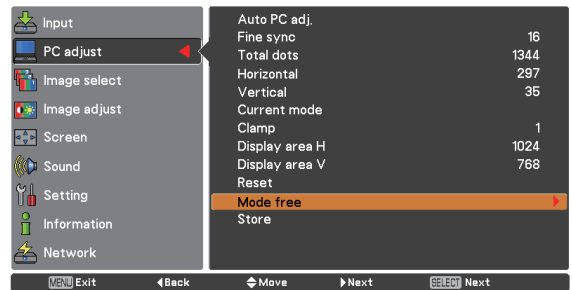 Input
PC adjust
Image select
Image adjust
Screen
Sound
Setting
Information
Network
Auto PC adj.
Fine sync 16
Total dots 1344
Horizontal 297
Vertical 35
Current mode
Clamp 1
Display area H 1024
Display area V 768
Reset
Mode free
Store
MENU Exit Back Move Next SELECT Next